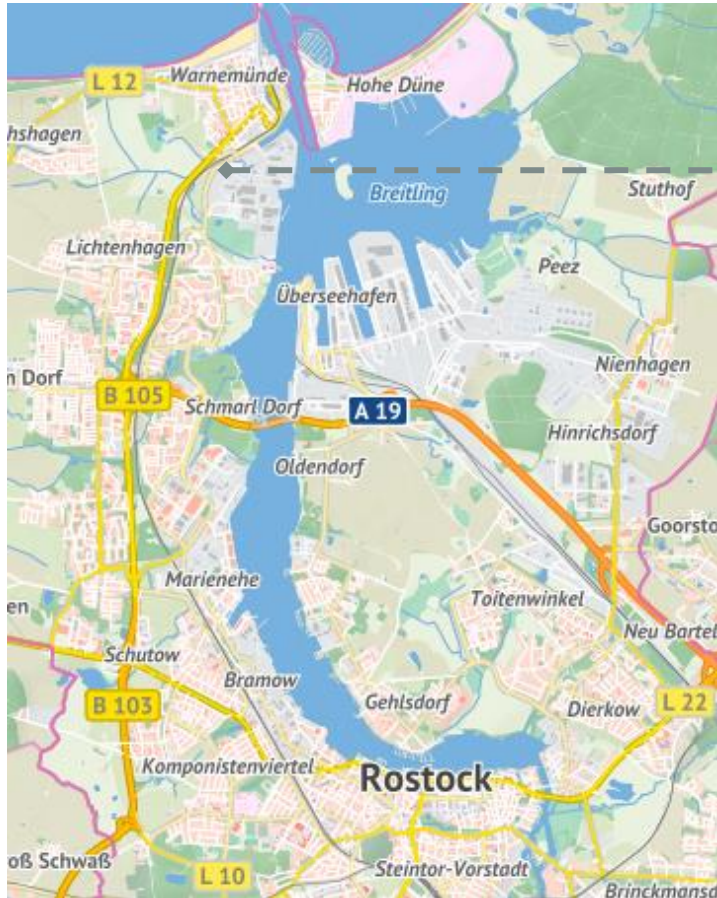 Warnemünde
L 12
Hohe Düne
hshagen
Breitling
Stuthof
Lichtenhagen
Peez
Überseehafen
Nienhagen
n Dorf
B 105
Schmarl Dorf
A 19
Hinrichsdorf
Oldendorf
Goorsto
Marienehe
Toitenwinkel
en
Neu Bartel
Schutow
Bramow
Gehlsdorf
B 103
Dierkow
L 22
Komponistenviertel
Rostock
oß Schwaß
L 10
Steintor-Vorstadt
Brinckmansd